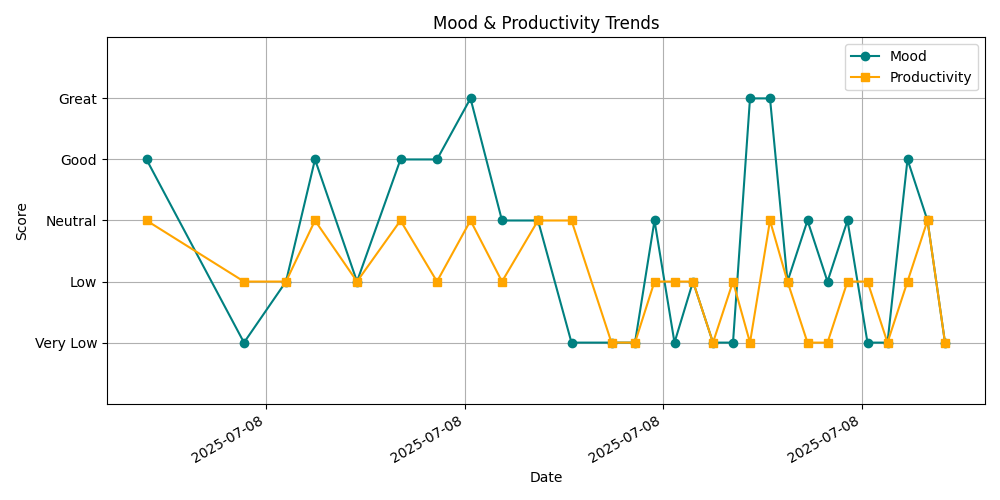 Mood & Productivity Trends
Mood
Productivity
Great
Good
Neutral
Low
Very Low
Score
2025-07-08
2025-07-08
2025-07-08
2025-07-08
Date